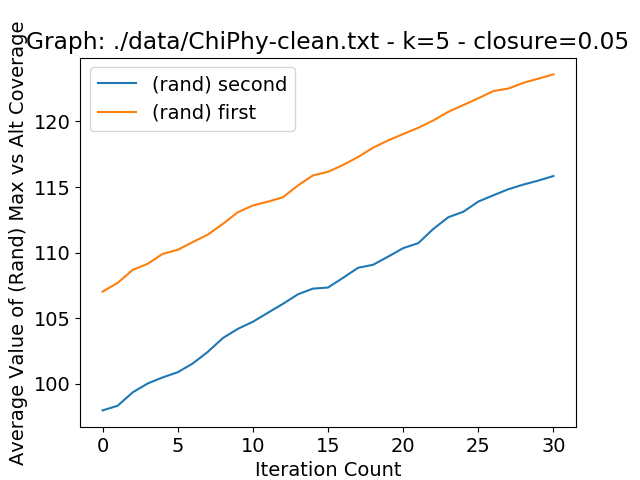 Graph: ./data/ChiPhy-clean.txt - k=5 - closure=0.05
(rand) second
(rand) first
Average Value of (Rand) Max vs Alt Coverage
120
115
110
105
100
0 5 10 15 20 25 30
Iteration Count